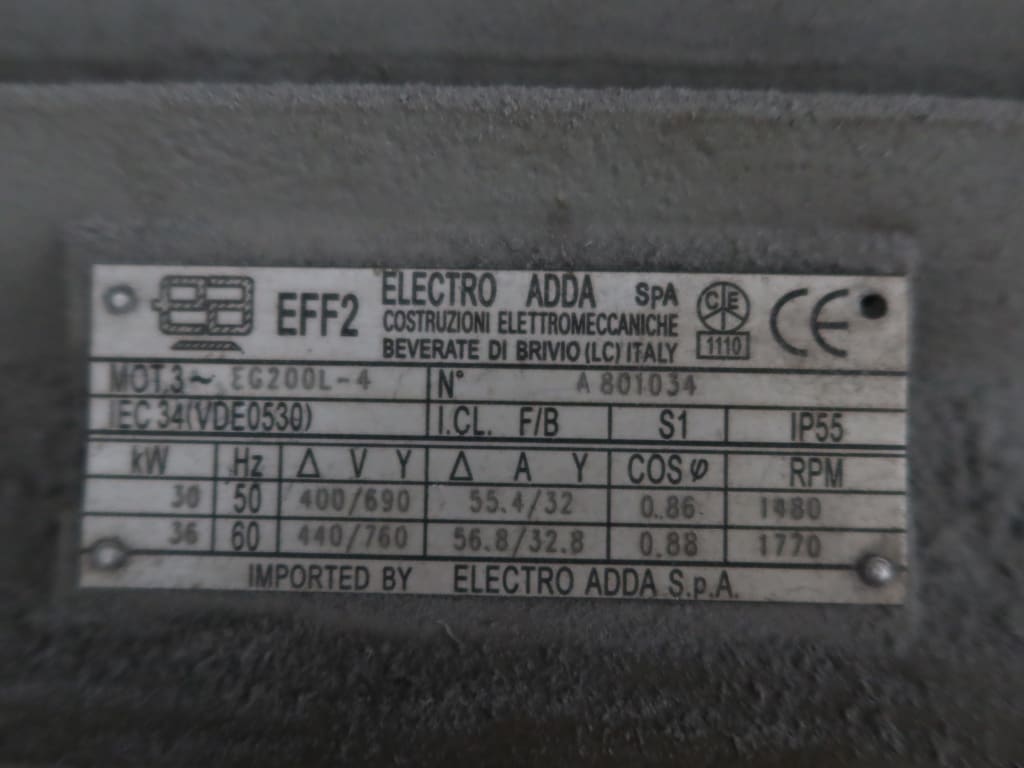 EFF2 ELECTRO ADDA SPA
COSTRUZIONI ELETTROMECCANICHE
BEVERATE DI BRIVIO (LC) ITALY
CE 1110 CE
MOT.3~ EG200L-4 N° A 801034
IEC 34(VDE0530) I.CL. F/B S1 IP55
kW Hz Δ V Y Δ A Y COS φ RPM
30 50 400/690 55.4/32 0.86 1480
36 60 440/760 56.8/32.8 0.88 1770
IMPORTED BY ELECTRO ADDA S.p.A.